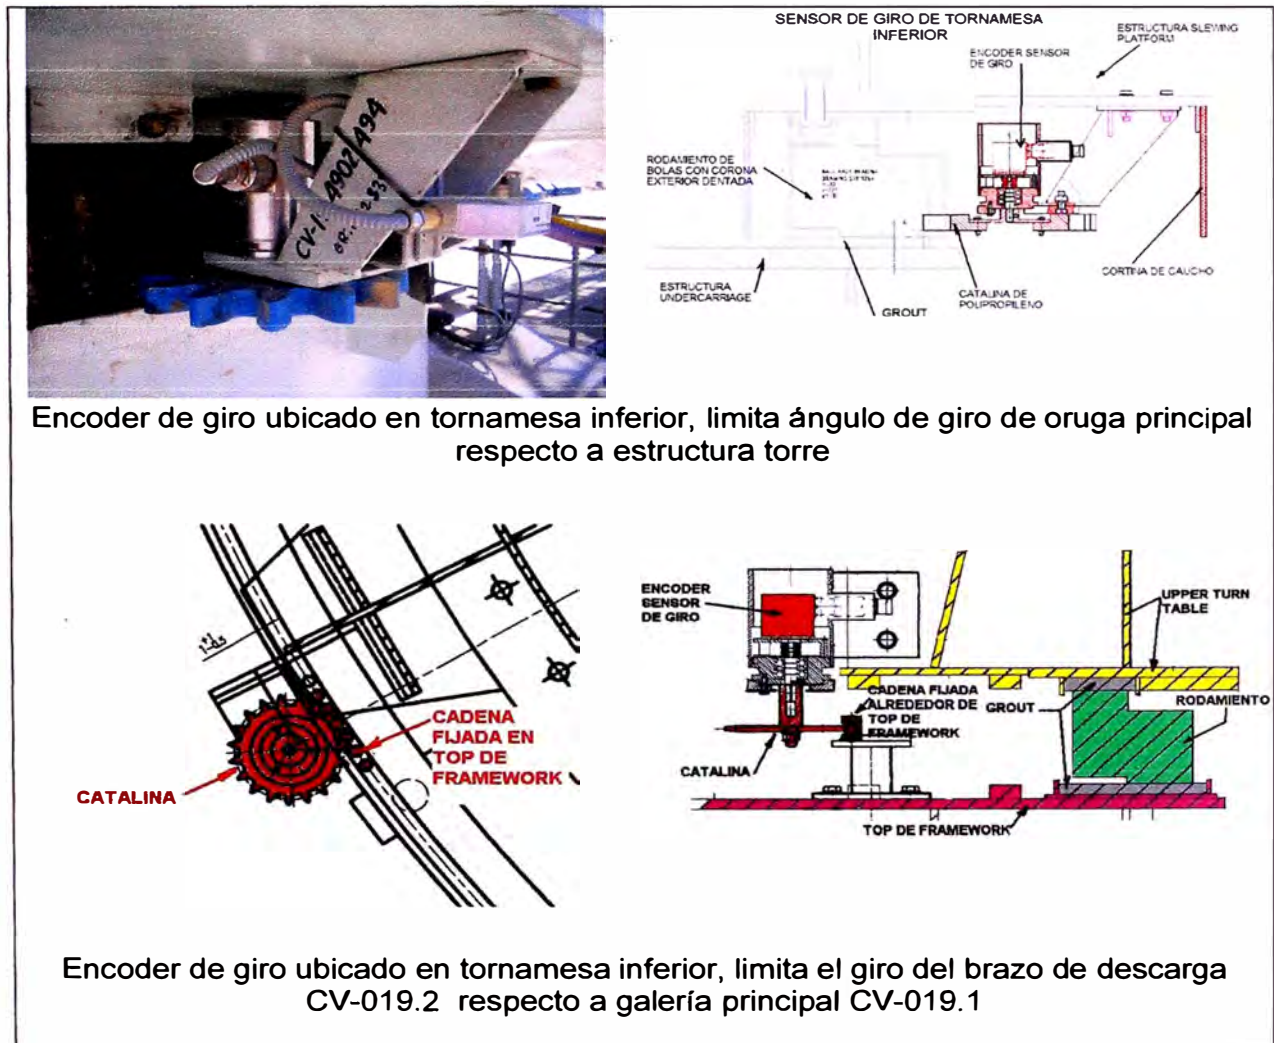 CV-1.-4902/494
SENSOR DE GIRO DE TORNAMESA
INFERIOR
ESTRUCTURA SLEWING
PLATFORM
ENCODER SENSOR
DE GIRO
RODAMIENTO DE
BOLAS CON CORONA
EXTERIOR DENTADA
ESTRUCTURA
UNDERCARRIAGE
GROUT
CATALINA DE
POLIPROPILENO
CORTINA DE CAUCHO
Encoder de giro ubicado en tornamesa inferior, limita ángulo de giro de oruga principal
respecto a estructura torre
CATALINA
CADENA
FIJADA EN
TOP DE
FRAMEWORK
ENCODER
SENSOR
DE GIRO
UPPER TURN
TABLE
CADENA FIJADA
ALREDEDOR DE
TOP DE
FRAMEWORK
GROUT
RODAMIENTO
CATALINA
TOP DE FRAMEWORK
Encoder de giro ubicado en tornamesa inferior, limita el giro del brazo de descarga
CV-019.2 respecto a galería principal CV-019.1